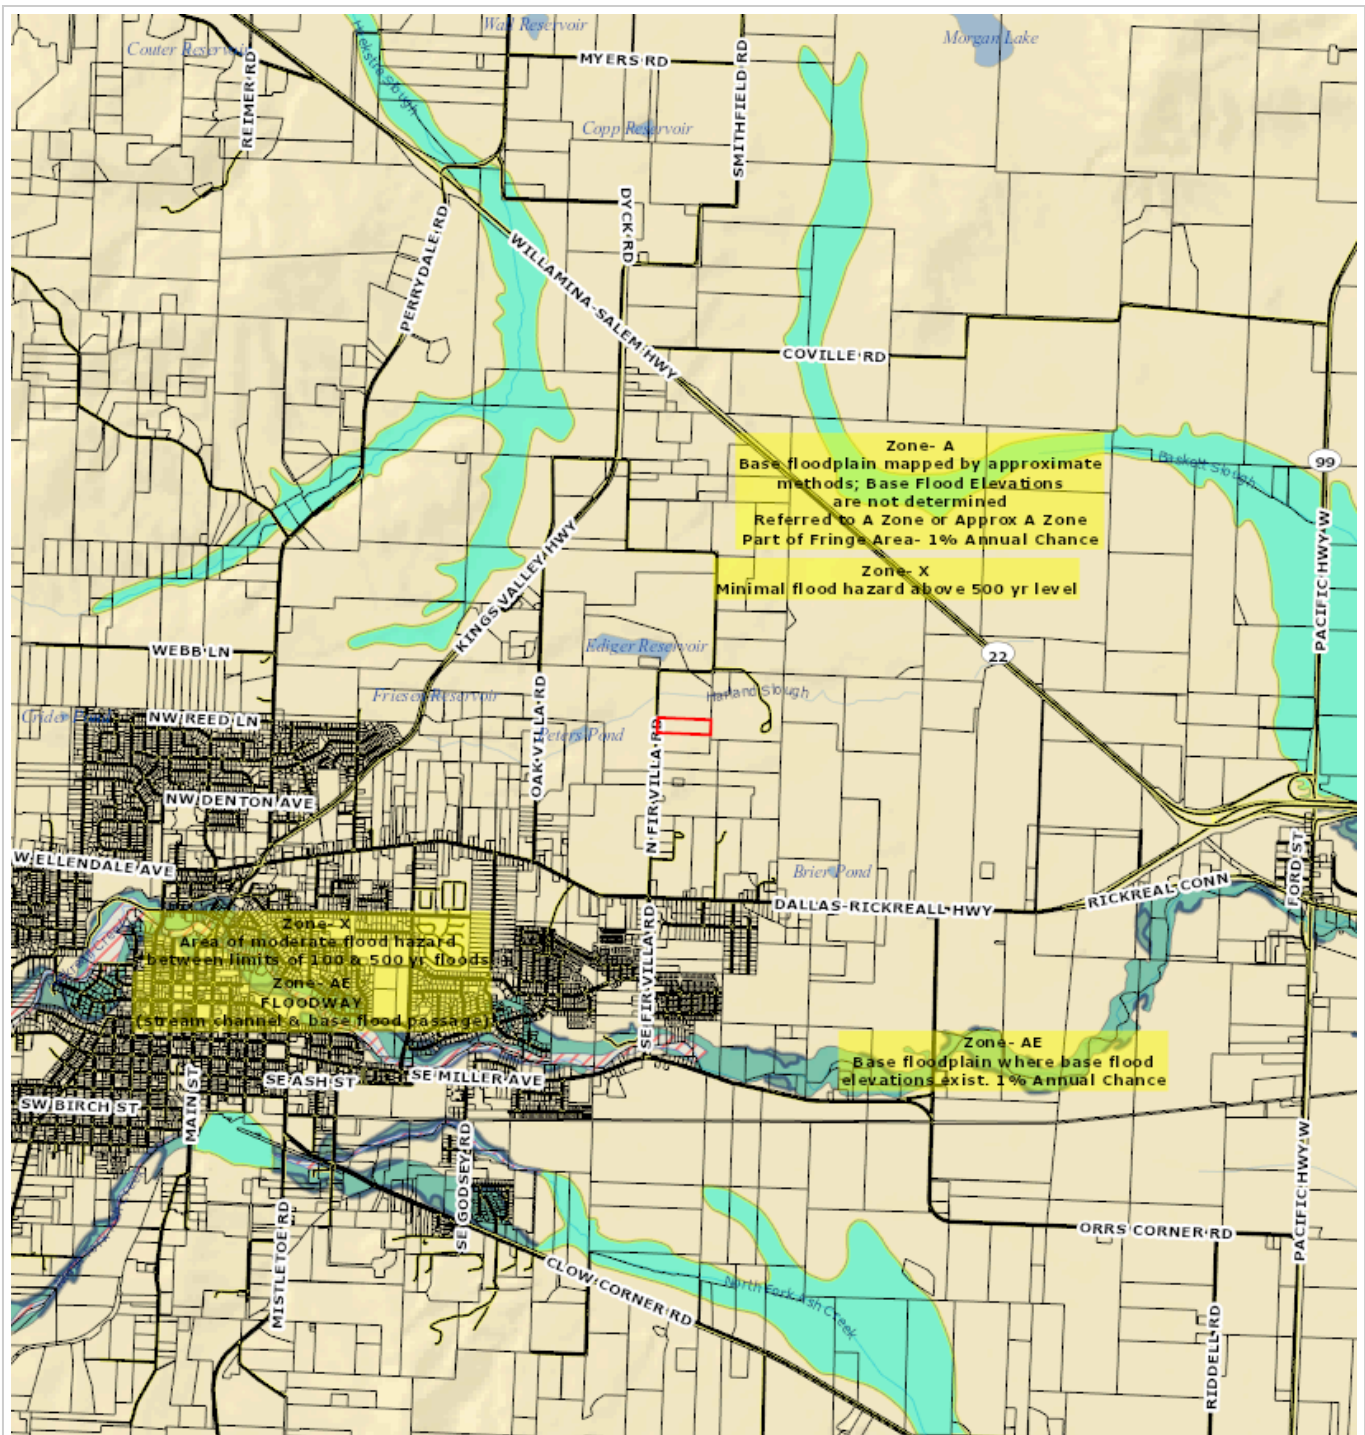 Wall Reservoir
Couter Reservoir
Morgan Lake
MYERS RD
REIMER RD
SMITHFIELD RD
Copp Reservoir
DYCK RD
PERRYDALE RD
WILLAMINA-SALEM HWY
COVILLE RD
Zone- A
Base floodplain mapped by approximate
methods; Base Flood Elevations
are not determined
Referred to A Zone or Approx A Zone
Part of Fringe Area- 1% Annual Chance
Baskett Slough
99
Zone- X
Minimal flood hazard above 500 yr level
KINGS VALLEY HWY
PACIFIC HWY W
WEBB LN
Ediger Reservoir
22
Friesen Reservoir
OAK VILLA RD
Harland Slough
NW REED LN
Peters Pond
N FIR VILLA RD
NW DENTON AVE
W ELLENDALE AVE
Brier Pond
FORD ST
RICKREAL CONN
DALLAS-RICKREALL HWY
Zone- X
Area of moderate flood hazard
between limits of 100 & 500 yr floods
Zone- AE
FLOODWAY
(stream channel & base flood passage)
SE FIR VILLA RD
Zone- AE
Base floodplain where base flood
elevations exist. 1% Annual Chance
SE ASH ST
SE MILLER AVE
SW BIRCH ST
MAIN ST
SE GODSEY RD
PACIFIC HWY W
MISTLETOE RD
ORRS CORNER RD
CLOW CORNER RD
North Fork Ash Creek
RIDDELL RD